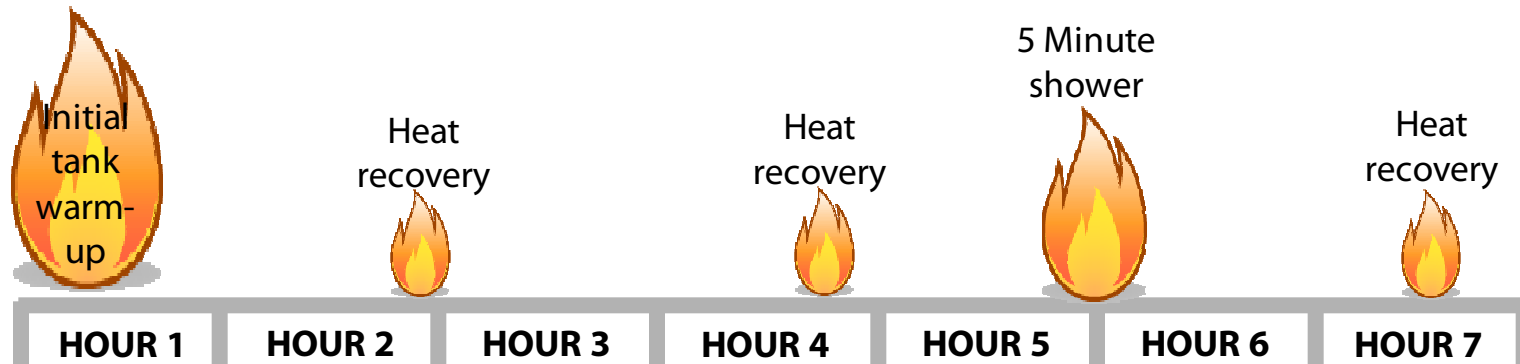 Initial
tank
warm-
up
Heat
recovery
Heat
recovery
5 Minute
shower
Heat
recovery
HOUR 1 HOUR 2 HOUR 3 HOUR 4 HOUR 5 HOUR 6 HOUR 7